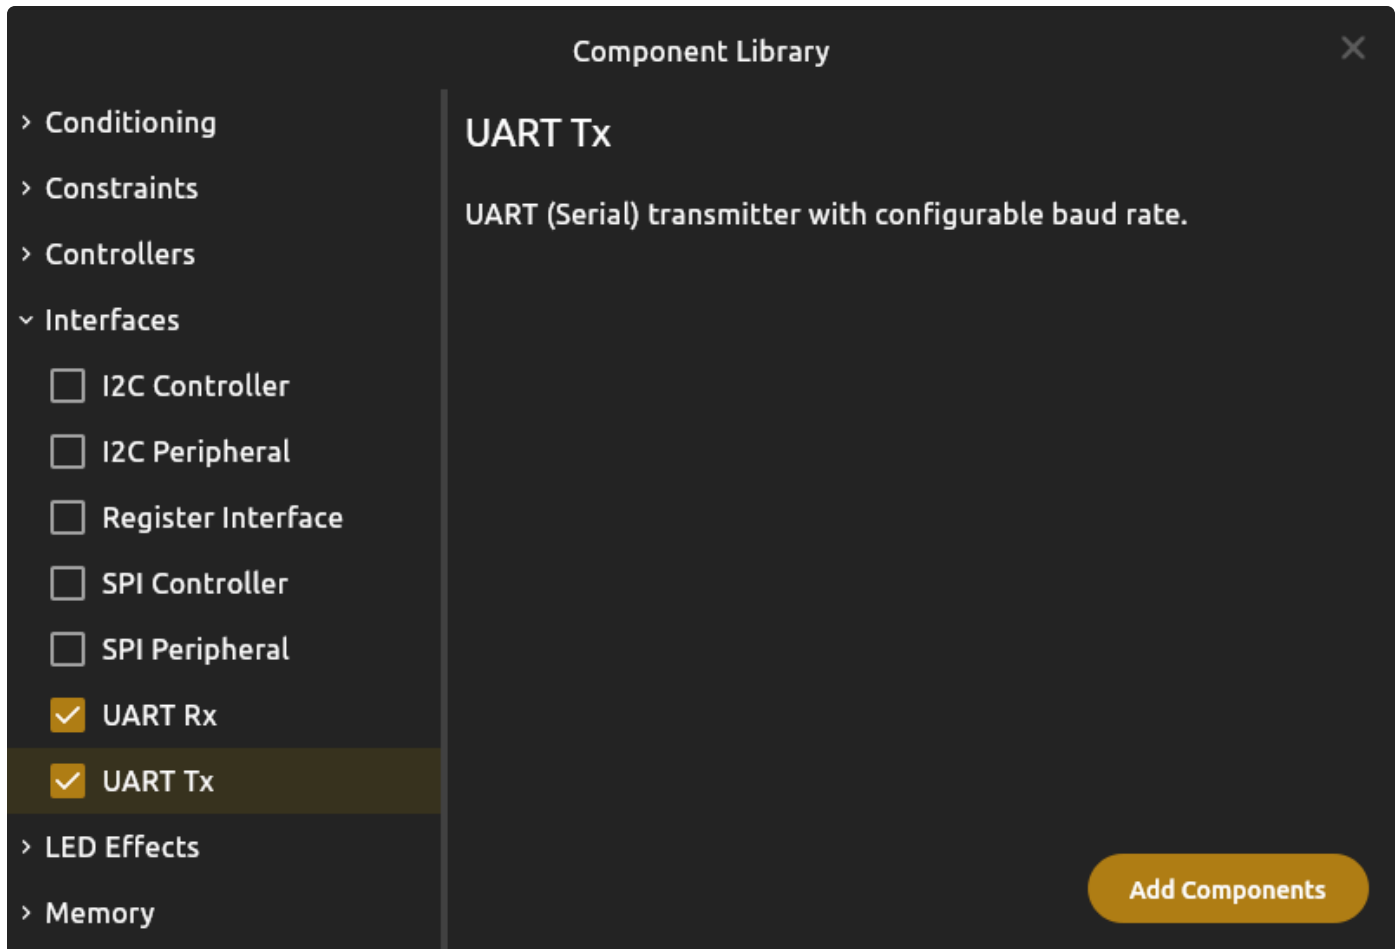 Component Library
Conditioning
Constraints
Controllers
Interfaces
I2C Controller
I2C Peripheral
Register Interface
SPI Controller
SPI Peripheral
UART Rx
UART Tx
LED Effects
Memory
UART Tx
UART (Serial) transmitter with configurable baud rate.
Add Components